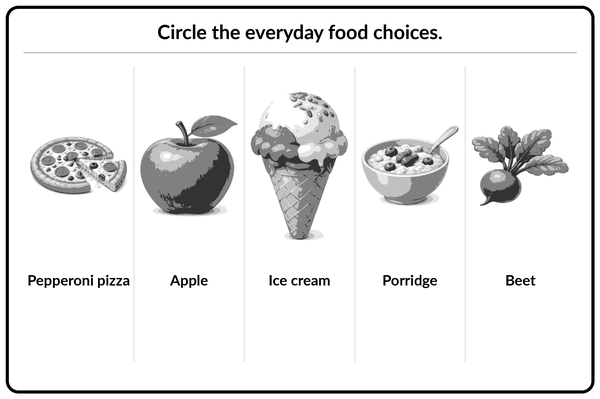 Circle the everyday food choices.
Pepperoni pizza
Apple
Ice cream
Porridge
Beet